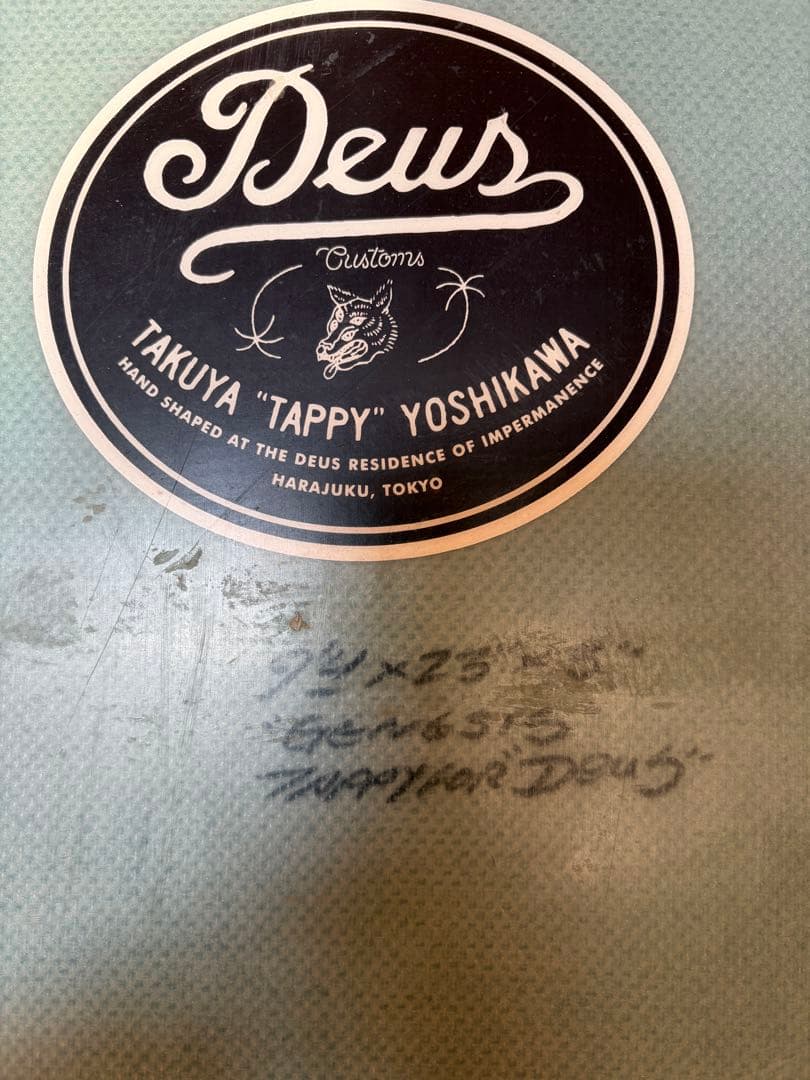 Deus
Customs
TAKUYA "TAPPY" YOSHIKAWA
HAND SHAPED AT THE DEUS RESIDENCE OF IMPERMANENCE
HARAJUKU, TOKYO
x 23"
"GENESIS
TAPPY FOR "DEUS"